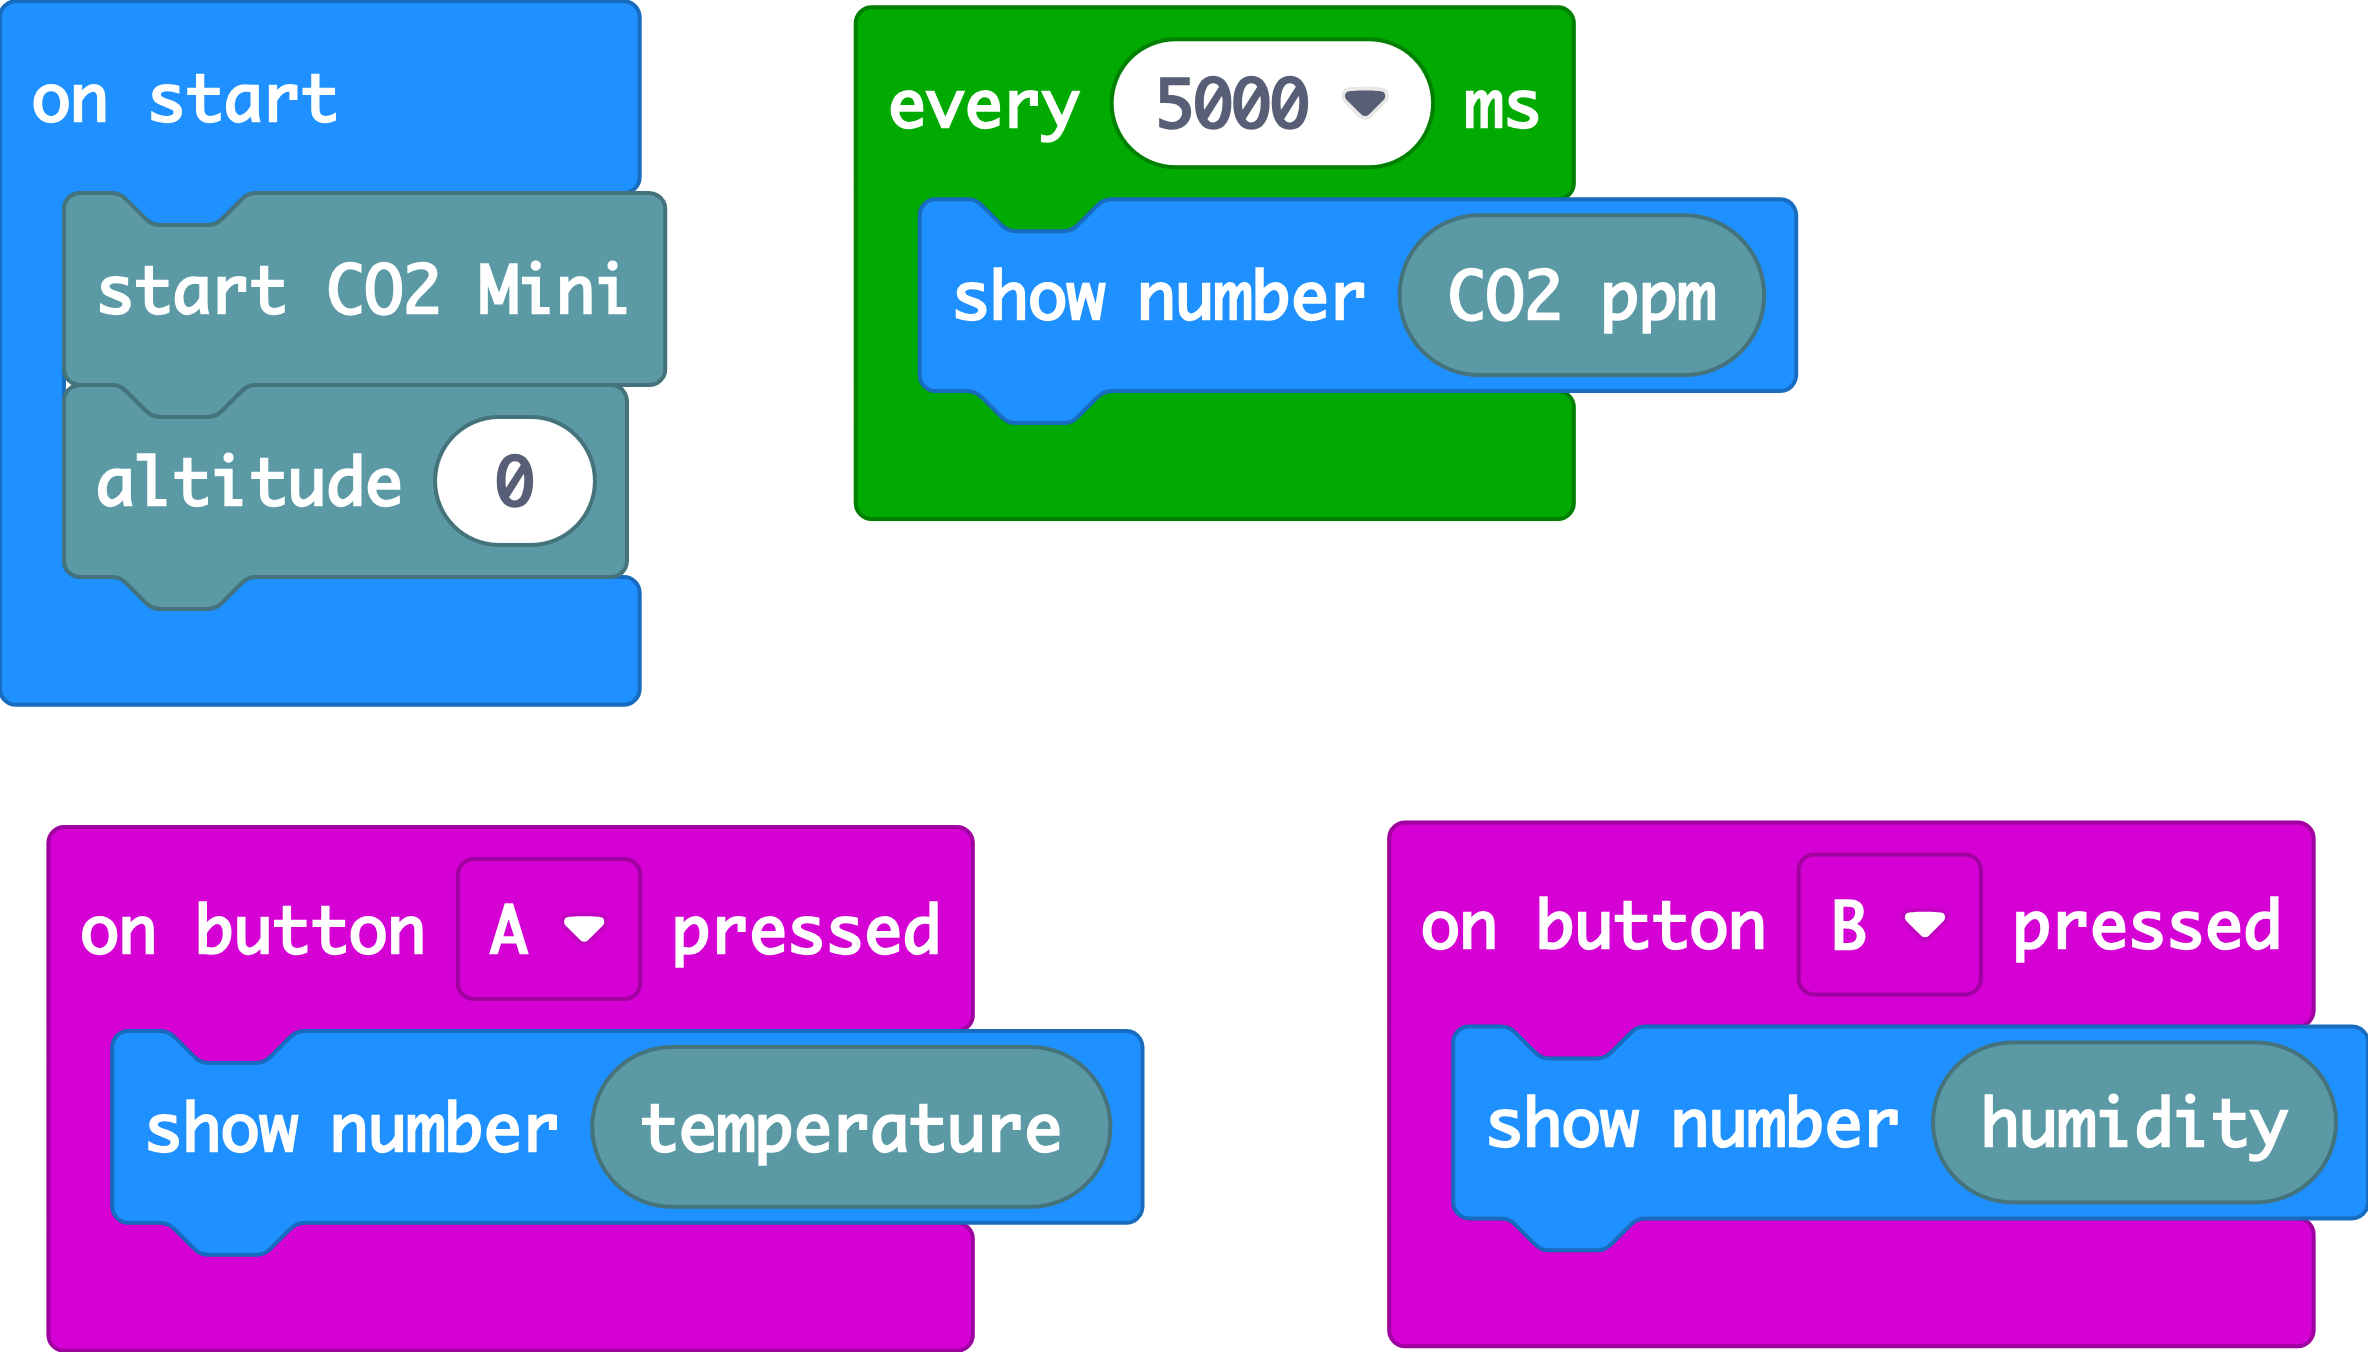 on start
start CO2 Mini
altitude 0
every 5000 ms
show number CO2 ppm
on button A pressed
show number temperature
on button B pressed
show number humidity